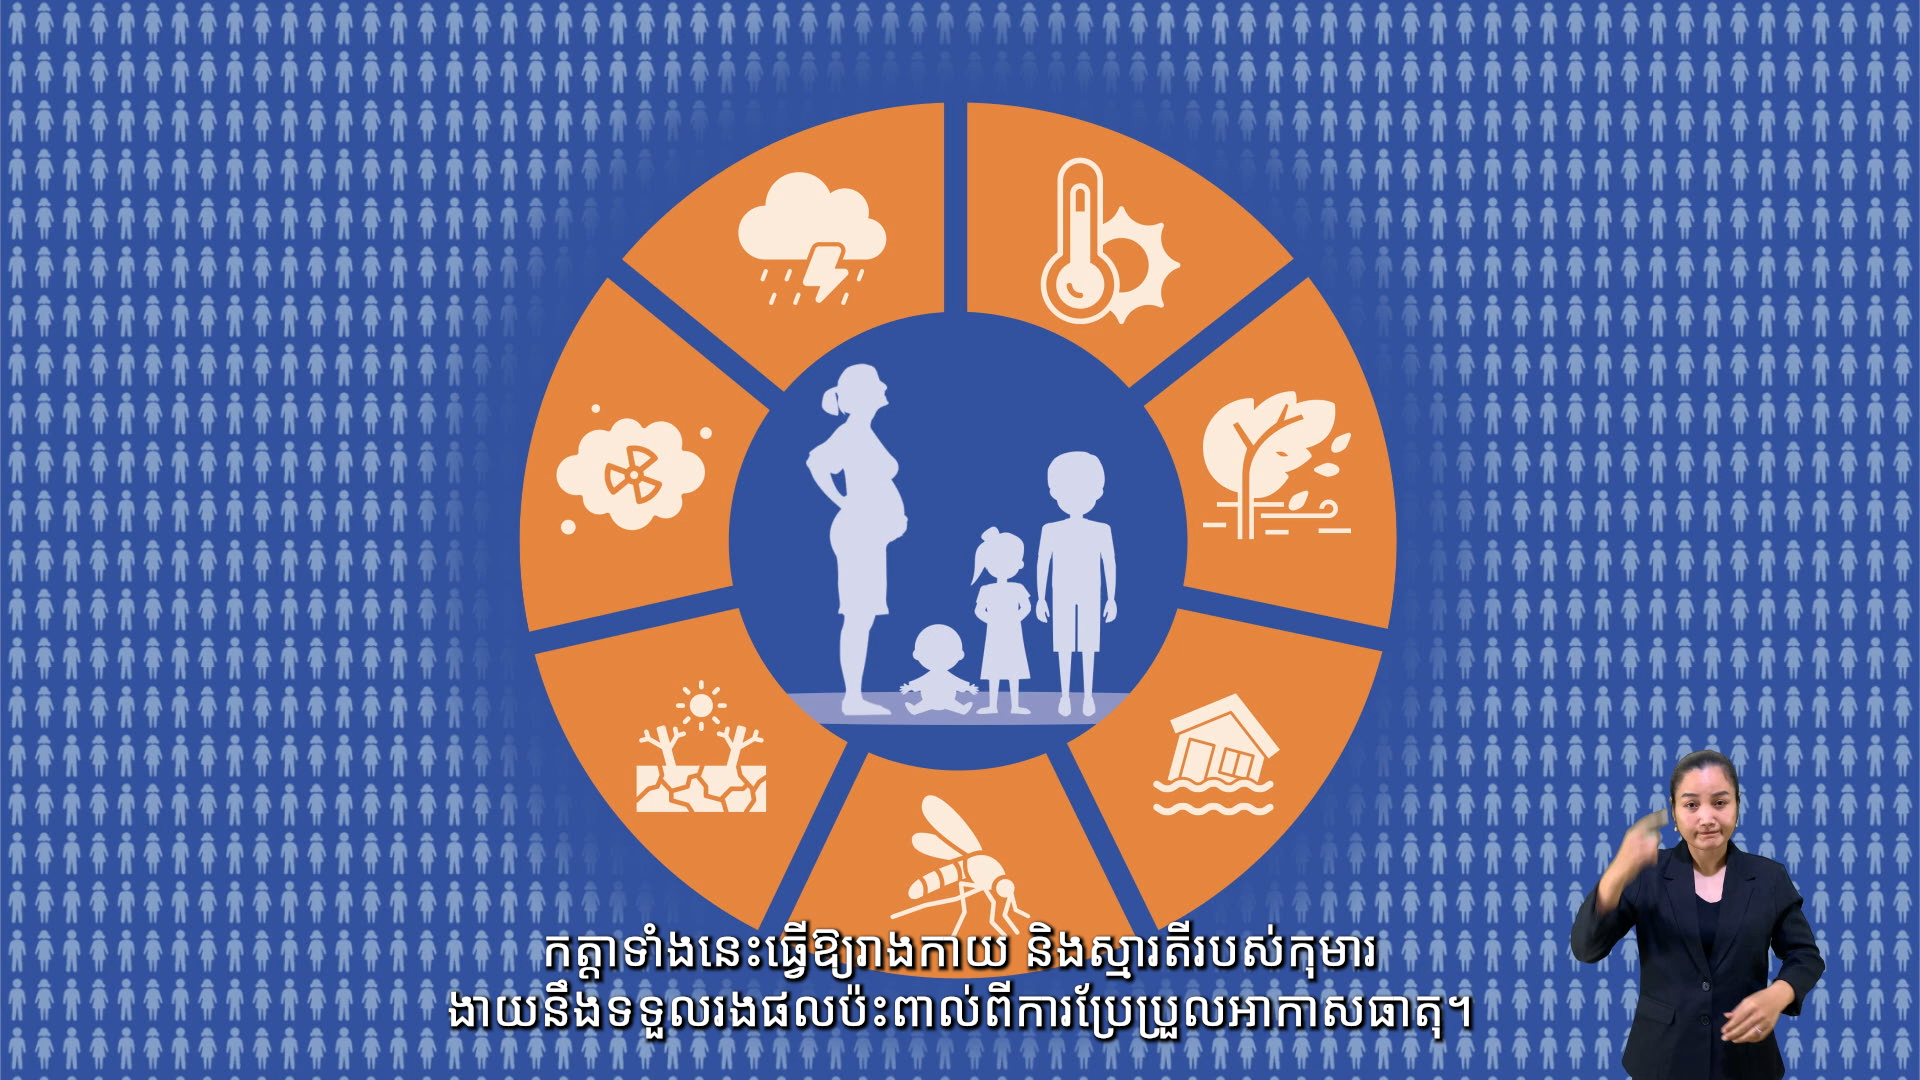 កត្តាទាំងនេះធ្វើឱ្យរាងកាយ និងស្មារតីរបស់កុមារ
ងាយនឹងទទួលរងផលប៉ះពាល់ពីការប្រែប្រួលអាកាសធាតុ។